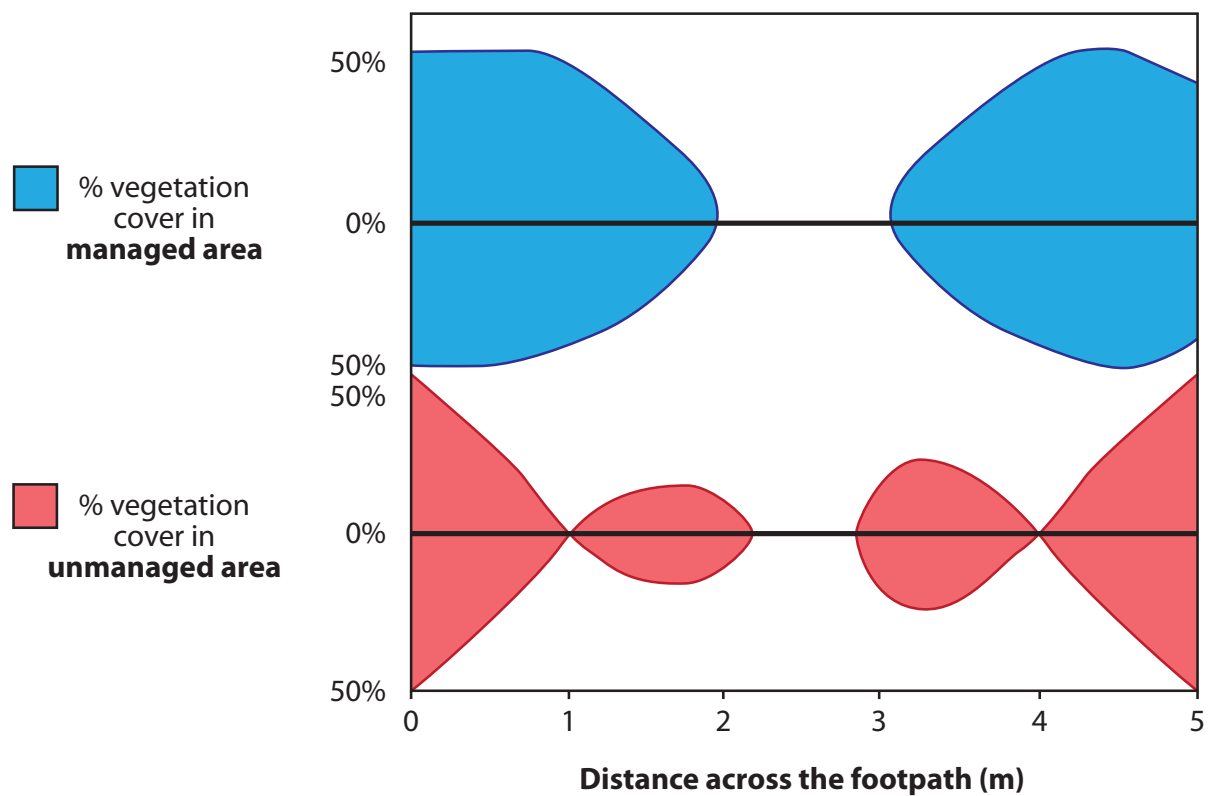 50%
% vegetation
cover in
managed area
0%
50%
50%
% vegetation
cover in
unmanaged area
0%
50%
0 1 2 3 4 5
Distance across the footpath (m)